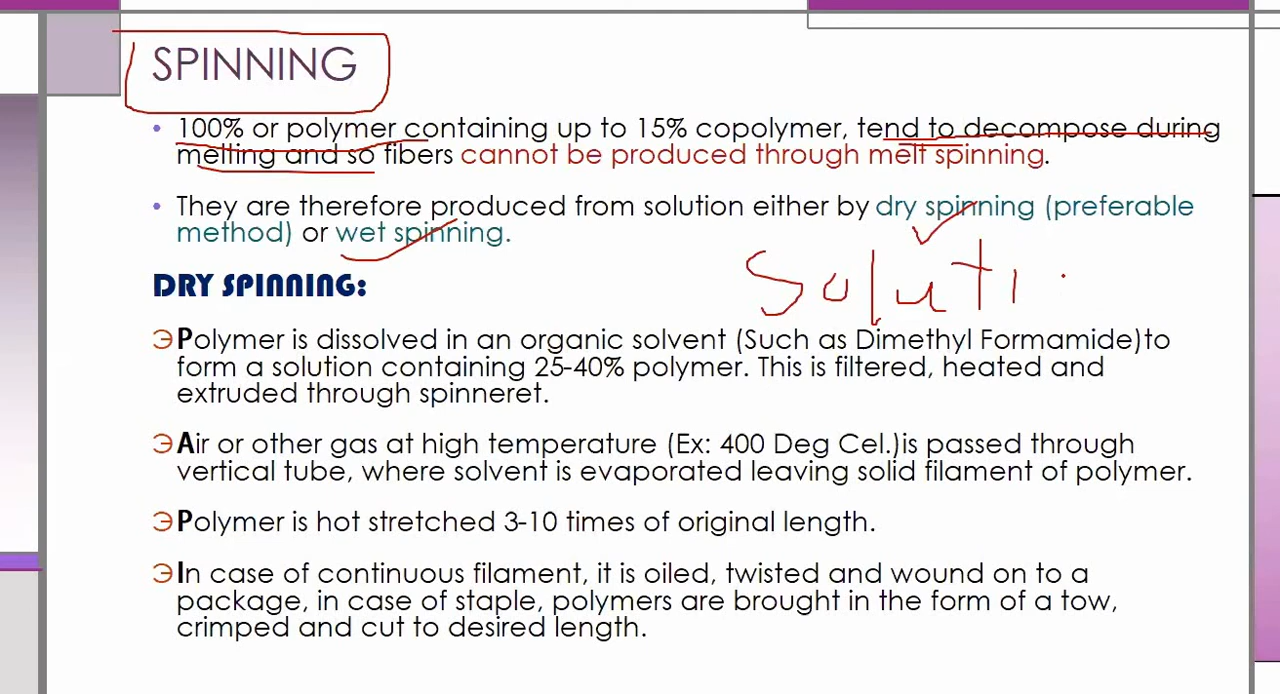 SPINNING
• 100% or polymer containing up to 15% copolymer, tend to decompose during
melting and so fibers cannot be produced through melt spinning.
• They are therefore produced from solution either by dry spinning (preferable
method) or wet spinning.
Soluti
DRY SPINNING:
Polymer is dissolved in an organic solvent (Such as Dimethyl Formamide)to
form a solution containing 25-40% polymer. This is filtered, heated and
extruded through spinneret.
Air or other gas at high temperature (Ex: 400 Deg Cel.)is passed through
vertical tube, where solvent is evaporated leaving solid filament of polymer.
Polymer is hot stretched 3-10 times of original length.
In case of continuous filament, it is oiled, twisted and wound on to a
package, in case of staple, polymers are brought in the form of a tow,
crimped and cut to desired length.